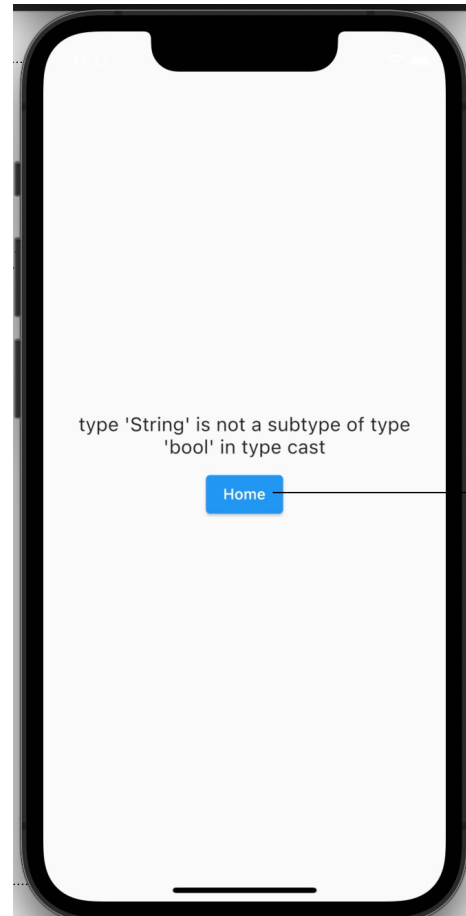 type 'String' is not a subtype of type
'bool' in type cast
Home